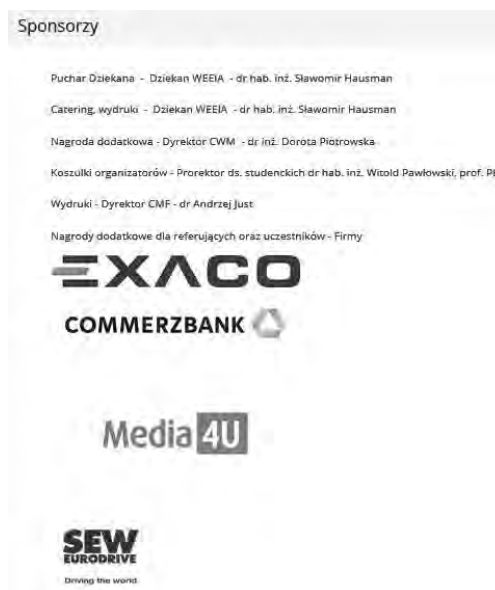 Sponsorzy
Puchar Dziekana - Dziekan WEEIA - dr hab. inż. Sławomir Hausman
Catering, wydruki - Dziekan WEEIA - dr hab. inż. Sławomir Hausman
Nagroda dodatkowa - Dyrektor CWM - dr inż. Dorota Piotrowska
Koszulki organizatorów - Prorektor ds. studenckich dr hab. inż. Witold Pawłowski, prof.
Wydruki - Dyrektor CMF - dr Andrzej Just
Nagrody dodatkowe dla referujących oraz uczestników - Firmy
EXACO
COMMERZBANK
Media 4U
SEW
EURODRIVE
Driving the world